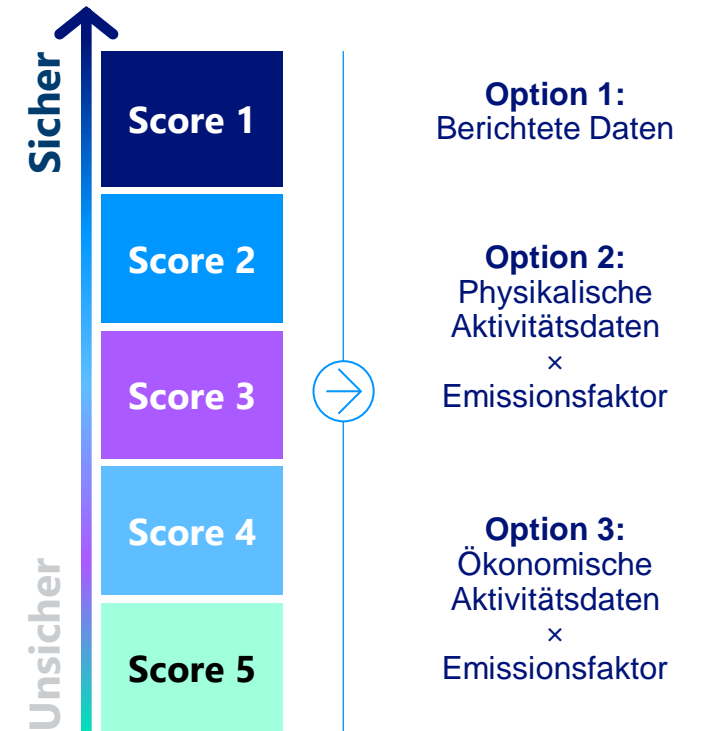 Sicher
Unsicher
Score 1
Score 2
Score 3
Score 4
Score 5
Option 1:
Berichtete Daten
Option 2:
Physikalische
Aktivitätsdaten
×
Emissionsfaktor
Option 3:
Ökonomische
Aktivitätsdaten
×
Emissionsfaktor